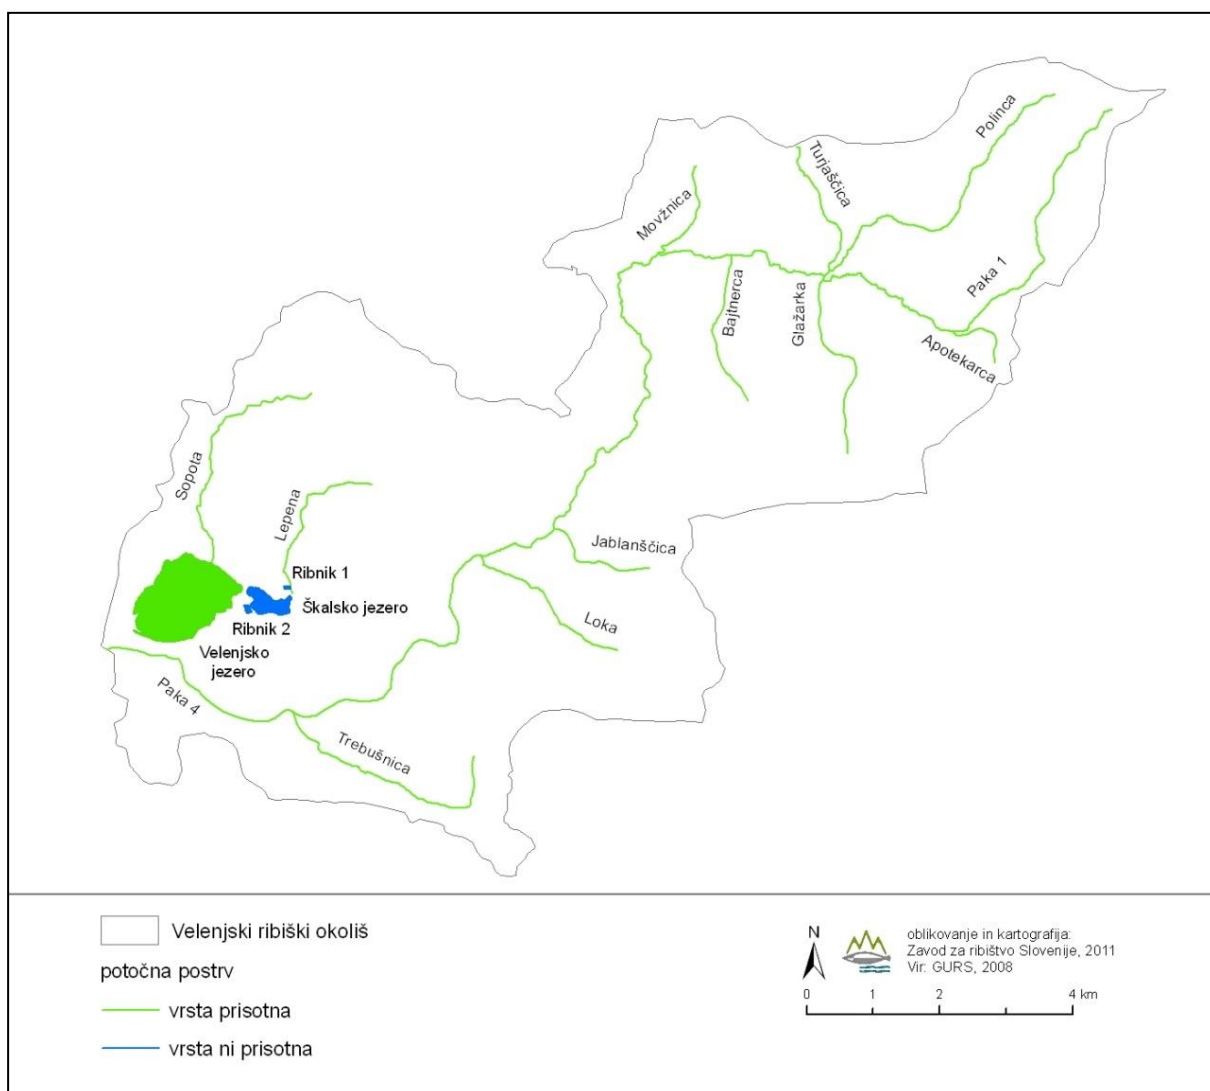 Polinca
Turjaščica
Movžnica
Paka 1
Bajtnerca
Glažarka
Apotekarca
Sopota
Lepena
Jablanščica
Ribnik 1
Škalsko jezero
Loka
Ribnik 2
Velenjsko
jezero
Paka 4
Trebušnica
Velenjski ribiški okoliš
potočna postrv
vrsta prisotna
vrsta ni prisotna
N
oblikovanje in kartografija:
Zavod za ribištvo Slovenije, 2011
Vir: GURS, 2008
0 1 2 4 km